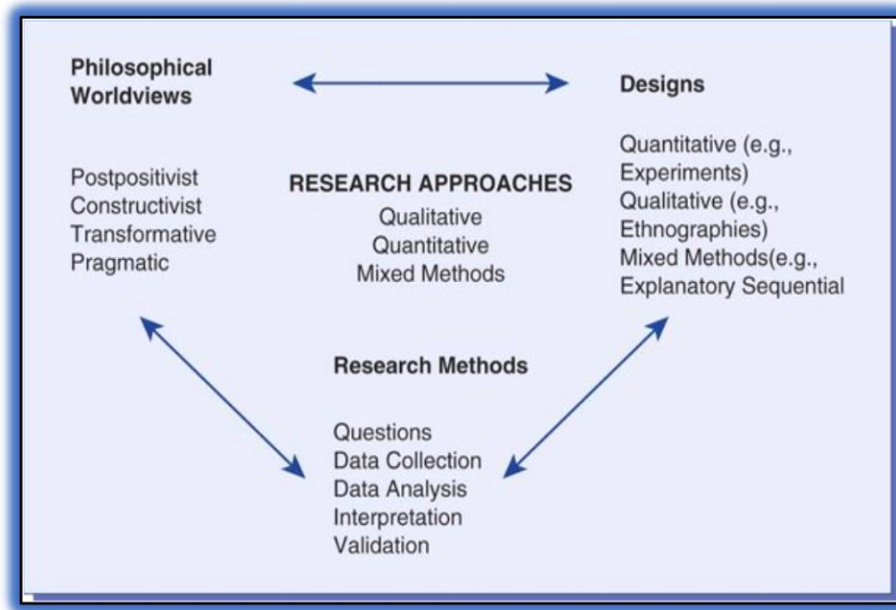 Philosophical
Worldviews
Postpositivist
Constructivist
Transformative
Pragmatic
RESEARCH APPROACHES
Qualitative
Quantitative
Mixed Methods
Designs
Quantitative (e.g.,
Experiments)
Qualitative (e.g.,
Ethnographies)
Mixed Methods(e.g.,
Explanatory Sequential
Research Methods
Questions
Data Collection
Data Analysis
Interpretation
Validation